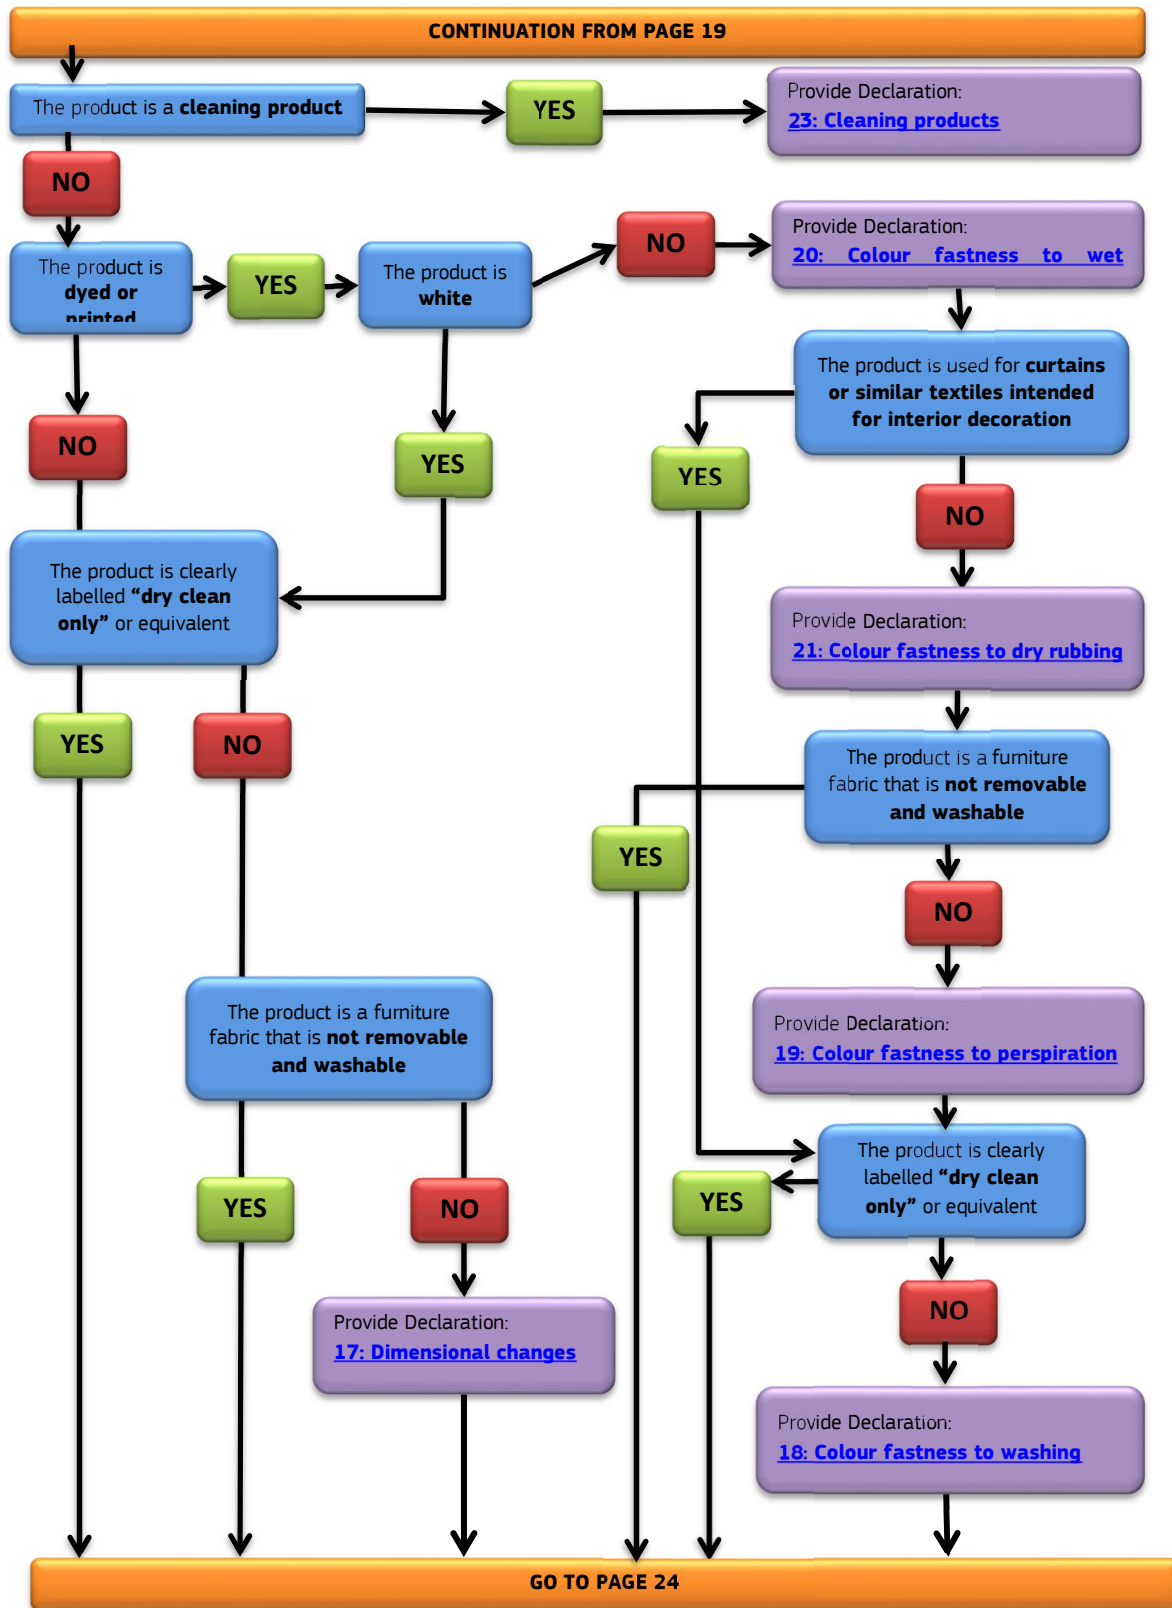 CONTINUATION FROM PAGE 19
The product is a cleaning product
YES
Provide Declaration:
23: Cleaning products
NO
The product is
dyed or
printed
YES
The product is
white
NO
Provide Declaration:
20: Colour fastness to wet
The product is used for curtains
or similar textiles intended
for interior decoration
NO
YES
YES
NO
The product is clearly
labelled “dry clean
only” or equivalent
Provide Declaration:
21: Colour fastness to dry rubbing
YES
NO
The product is a furniture
fabric that is not removable
and washable
YES
NO
The product is a furniture
fabric that is not removable
and washable
Provide Declaration:
19: Colour fastness to perspiration
The product is clearly
labelled “dry clean
only” or equivalent
YES
NO
YES
NO
Provide Declaration:
17: Dimensional changes
Provide Declaration:
18: Colour fastness to washing
GO TO PAGE 24